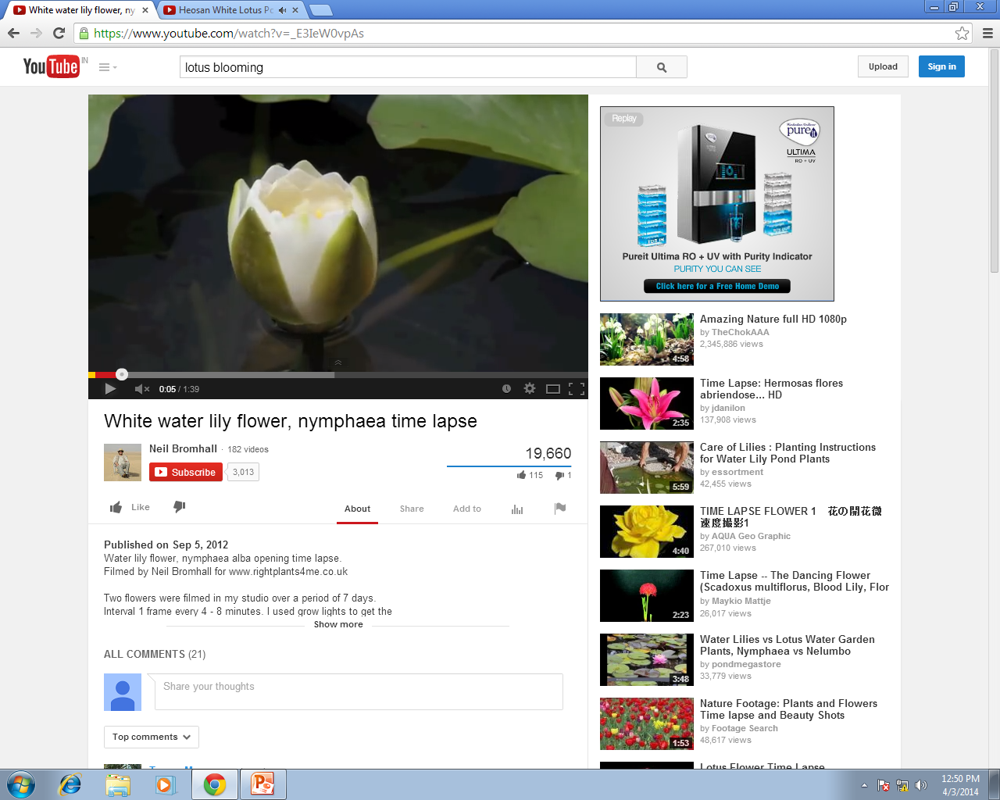 White water lily flower, ny
Heosan White Lotus Po
https://www.youtube.com/watch?v=_E3IeW0vpAs
YouTube IN
lotus blooming
Upload
Sign in
Replay
pureit
ULTIMA
RO + UV
Pureit Ultima RO + UV with Purity Indicator
PURITY YOU CAN SEE
Click here for a Free Home Demo
0:05 / 1:39
White water lily flower, nymphaea time lapse
Neil Bromhall · 182 videos
Subscribe 3,013
19,660
115 1
Like
About Share Add to
Published on Sep 5, 2012
Water lily flower, nymphaea alba opening time lapse.
Filmed by Neil Bromhall for www.rightplants4me.co.uk
Two flowers were filmed in my studio over a period of 7 days.
Interval 1 frame every 4 - 8 minutes. I used grow lights to get the
Show more
ALL COMMENTS (21)
Share your thoughts
Top comments
Amazing Nature full HD 1080p
by TheChokAAA
2,345,886 views
4:58
Time Lapse: Hermosas flores
abriendose... HD
by jdanilon
137,908 views
2:35
Care of Lilies : Planting Instructions
for Water Lily Pond Plants
by essortment
42,455 views
5:59
TIME LAPSE FLOWER 1 花の開花微
速度撮影1
by AQUA Geo Graphic
267,010 views
4:40
Time Lapse -- The Dancing Flower
(Scadoxus multiflorus, Blood Lily, Flor
by Maykio Mattje
26,017 views
2:23
Water Lilies vs Lotus Water Garden
Plants, Nymphaea vs Nelumbo
by pondmegastore
33,779 views
3:48
Nature Footage: Plants and Flowers
Time lapse and Beauty Shots
by Footage Search
48,617 views
1:53
Lotus Flower Time Lapse
12:50 PM
4/3/2014